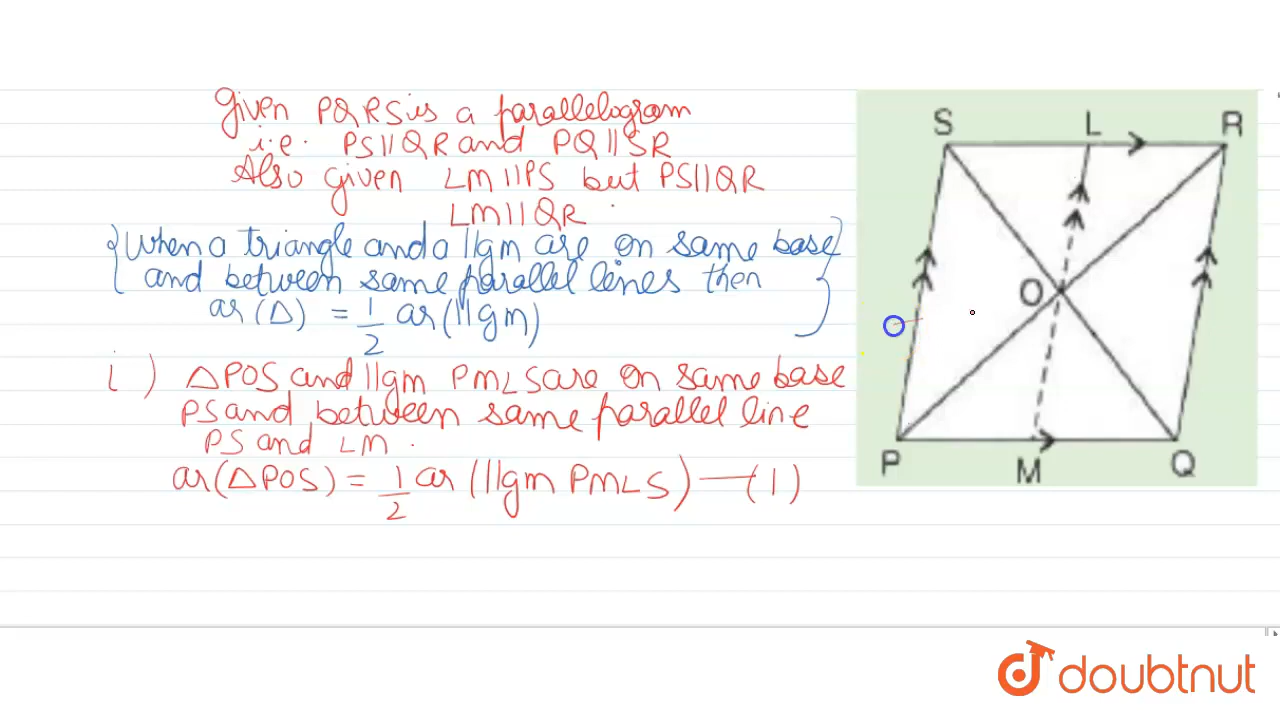 Given PQRS is a parallelogram
i.e. PS||QR and PQ||SR
Also given LM||PS but PS||QR
LM||QR
{When a triangle and a ||gm are on same base
and between same parallel lines then
ar(Δ) = 1/2 ar(||gm)}
i) ΔPOS and ||gm PMLS are on same base
PS and between same parallel line
PS and LM.
ar(ΔPOS) = 1/2 ar(||gm PMLS) —(1)
S L R
O
P M Q
doubtnut